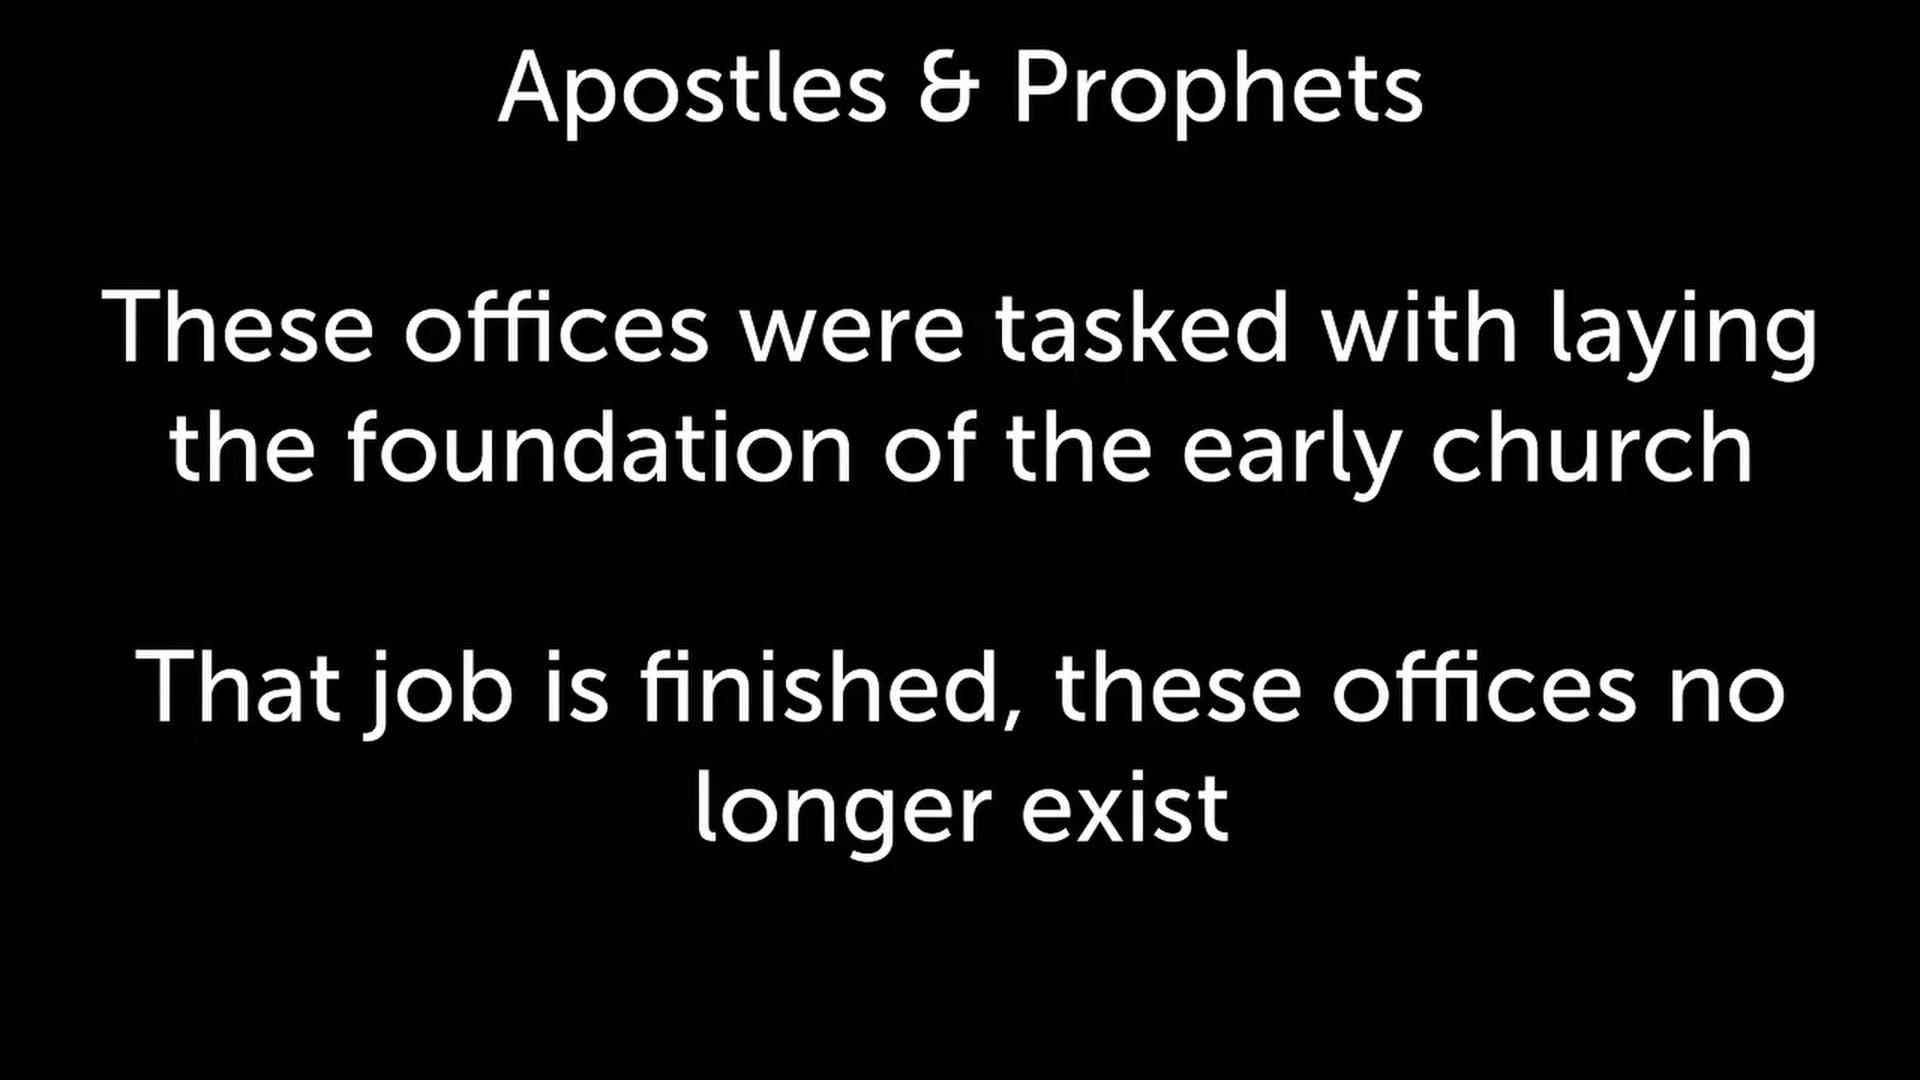 Apostles & Prophets
These offices were tasked with laying
the foundation of the early church
That job is finished, these offices no
longer exist